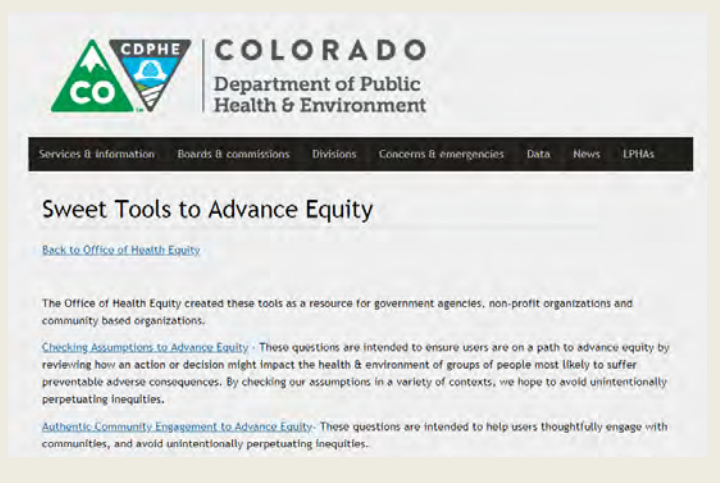 CDPHE
CO
COLORADO
Department of Public
Health & Environment
Services & information Boards & commissions Divisions Concerns & emergencies Data News LPHAs
Sweet Tools to Advance Equity
Back to Office of Health Equity
The Office of Health Equity created these tools as a resource for government agencies, non-profit organizations and
community based organizations.
Checking Assumptions to Advance Equity - These questions are intended to ensure users are on a path to advance equity by
reviewing how an action or decision might impact the health & environment of groups of people most likely to suffer
preventable adverse consequences. By checking our assumptions in a variety of contexts, we hope to avoid unintentionally
perpetuating inequities.
Authentic Community Engagement to Advance Equity- These questions are intended to help users thoughtfully engage with
communities, and avoid unintentionally perpetuating inequities.